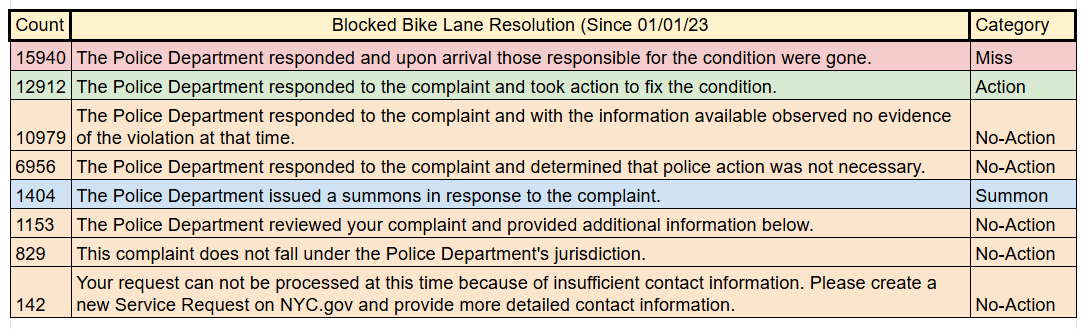 Count Blocked Bike Lane Resolution (Since 01/01/23 Category
15940 The Police Department responded and upon arrival those responsible for the condition were gone. Miss
12912 The Police Department responded to the complaint and took action to fix the condition. Action
The Police Department responded to the complaint and with the information available observed no evidence
10979 of the violation at that time. No-Action
6956 The Police Department responded to the complaint and determined that police action was not necessary. No-Action
1404 The Police Department issued a summons in response to the complaint. Summon
1153 The Police Department reviewed your complaint and provided additional information below. No-Action
829 This complaint does not fall under the Police Department's jurisdiction. No-Action
Your request can not be processed at this time because of insufficient contact information. Please create a
142 new Service Request on NYC.gov and provide more detailed contact information. No-Action